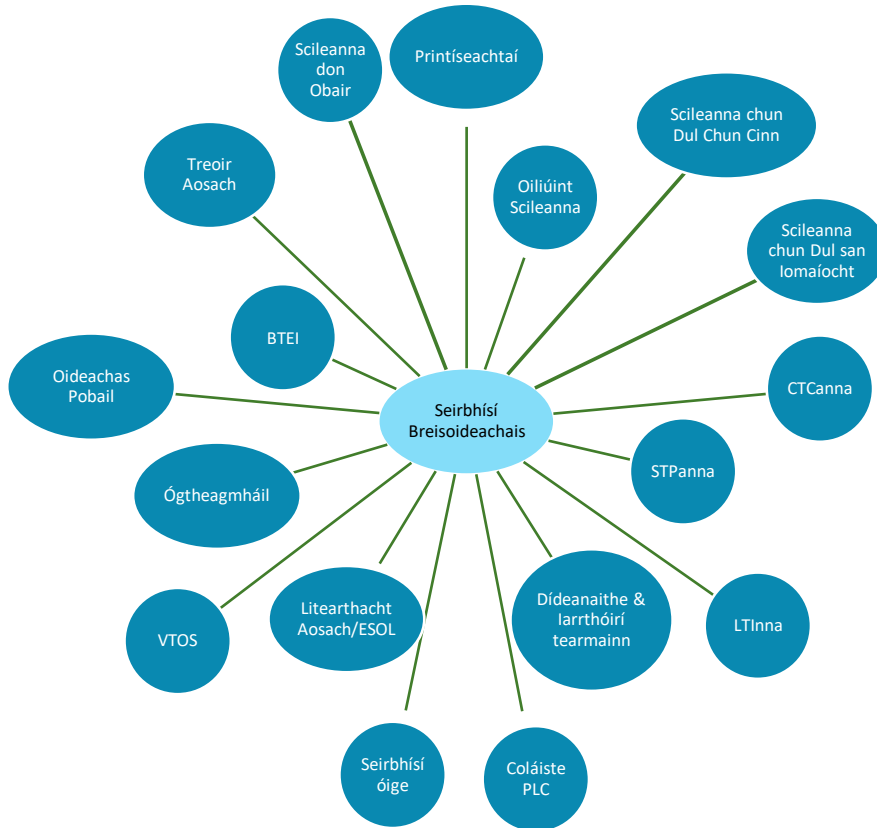 Scileanna
don
Obair
Printíseachtaí
Scileanna chun
Dul Chun Cinn
Treoir
Aosach
Oiliúint
Scileanna
Scileanna
chun Dul san
Iomaíocht
BTEI
Oideachas
Pobail
Seirbhísí
Breisoideachais
CTCanna
STPanna
Ógtheagmháil
Litearthacht
Aosach/ESOL
Dídeanaithe &
Iarrthóirí
tearmainn
VTOS
LTInna
Seirbhísí
óige
Coláiste
PLC